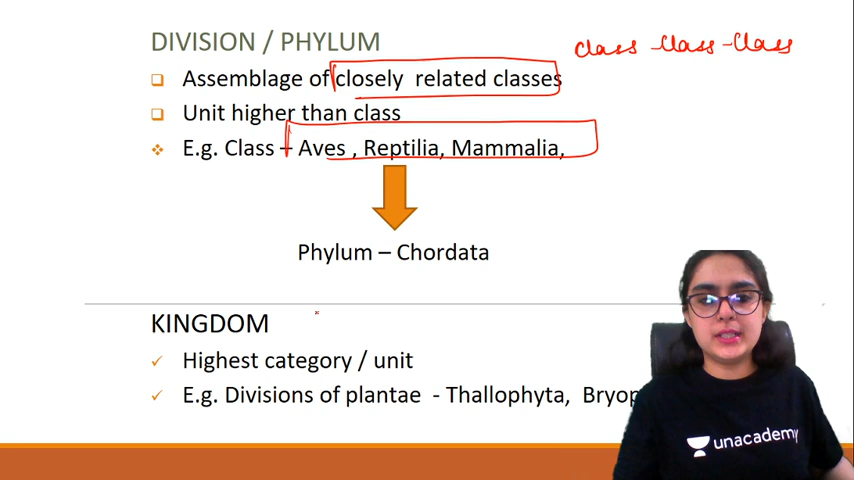 DIVISION / PHYLUM
class - class - class
Assemblage of closely related classes
Unit higher than class
E.g. Class – Aves , Reptilia, Mammalia,
Phylum – Chordata
KINGDOM
Highest category / unit
E.g. Divisions of plantae - Thallophyta, Bryop
unacademy